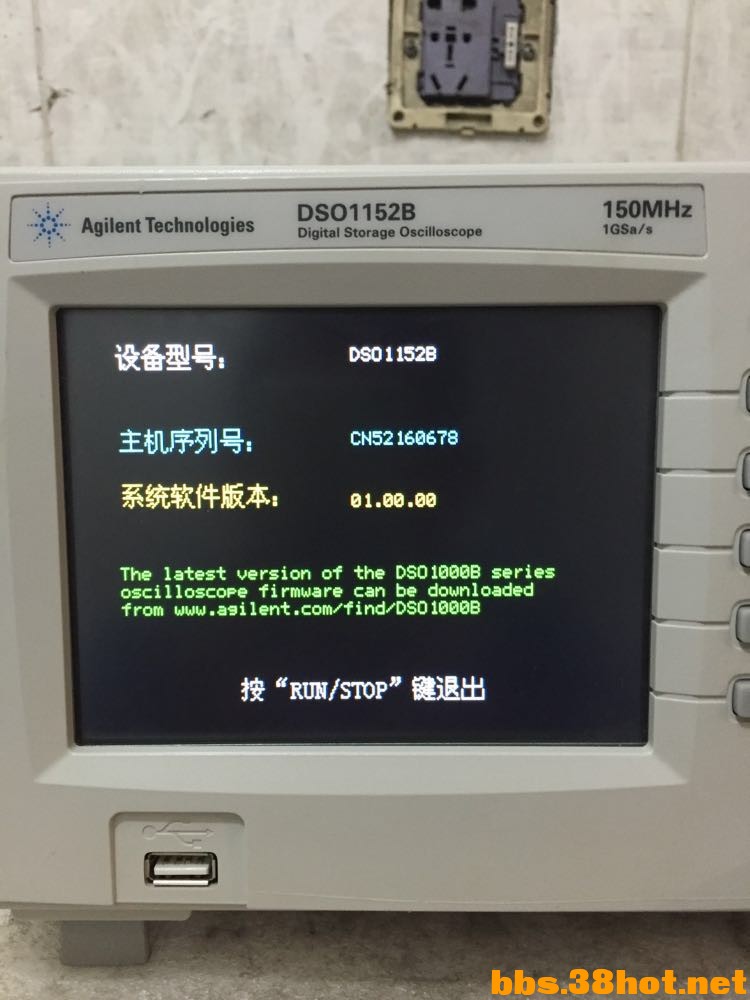 Agilent Technologies
DSO1152B
Digital Storage Oscilloscope
150MHz
1GSa/s
设备型号: DSO1152B
主机序列号: CN52160678
系统软件版本: 01.00.00
The latest version of the DSO1000B series
oscilloscope firmware can be downloaded
from www.agilent.com/find/DSO1000B
按“RUN/STOP”键退出
bbs.38hot.net